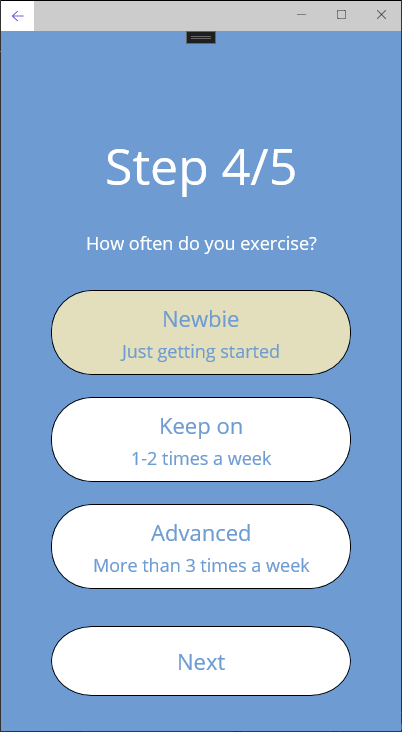 Step 4/5
How often do you exercise?
Newbie
Just getting started
Keep on
1-2 times a week
Advanced
More than 3 times a week
Next